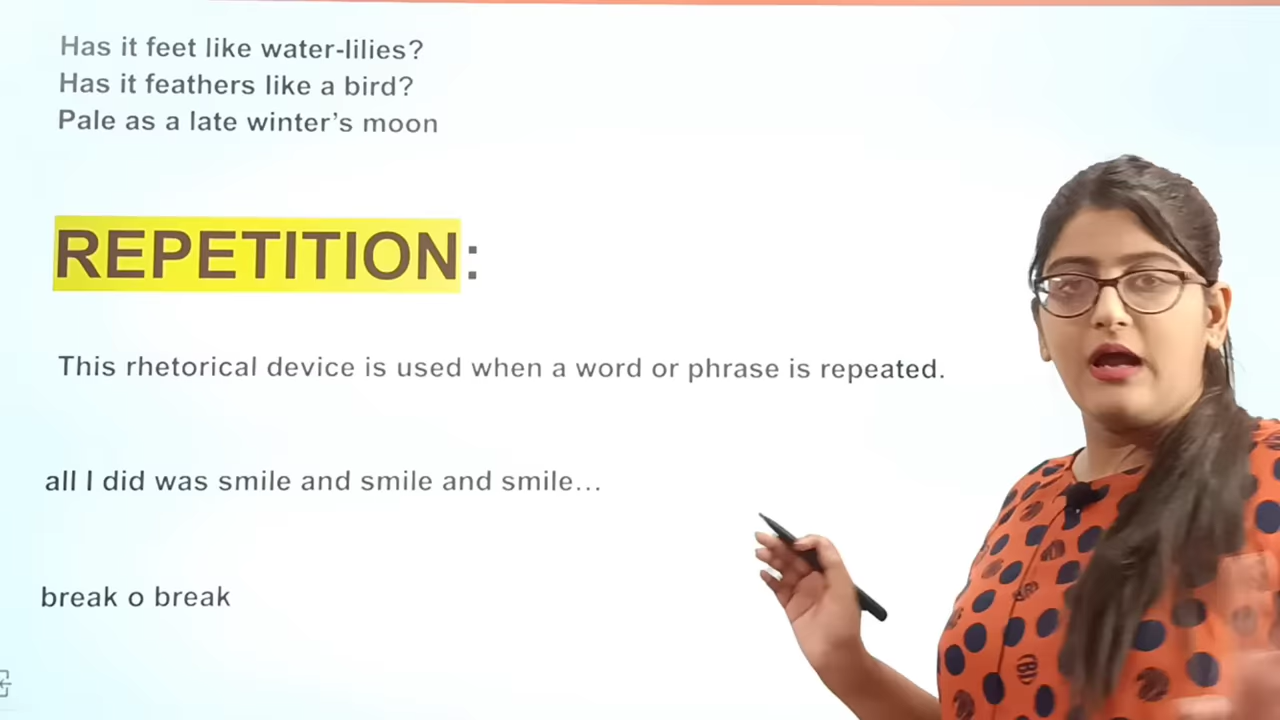 Has it feet like water-lilies?
Has it feathers like a bird?
Pale as a late winter's moon
REPETITION:
This rhetorical device is used when a word or phrase is repeated.
all I did was smile and smile and smile...
break o break